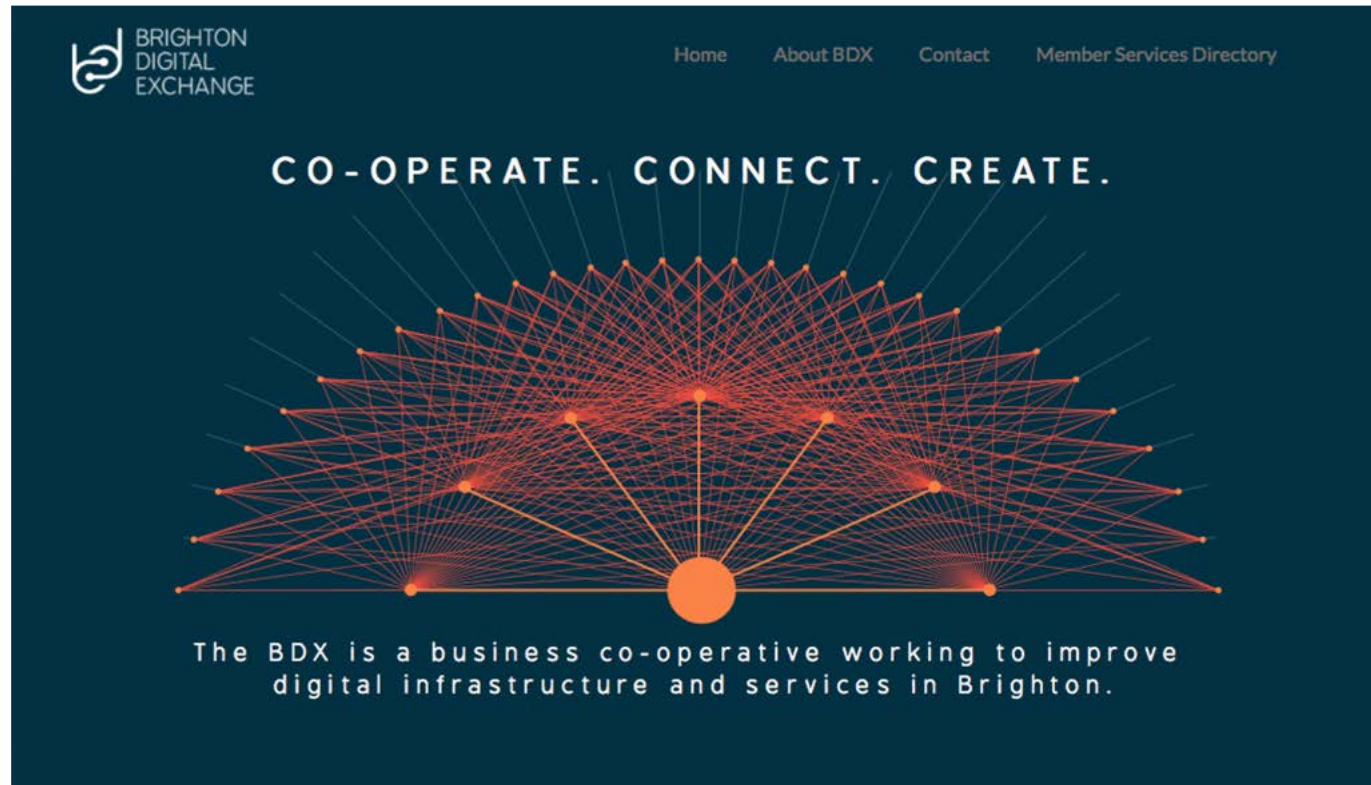 BRIGHTON
DIGITAL
EXCHANGE
Home About BDX Contact Member Services Directory
CO-OPERATE. CONNECT. CREATE.
The BDX is a business co-operative working to improve
digital infrastructure and services in Brighton.